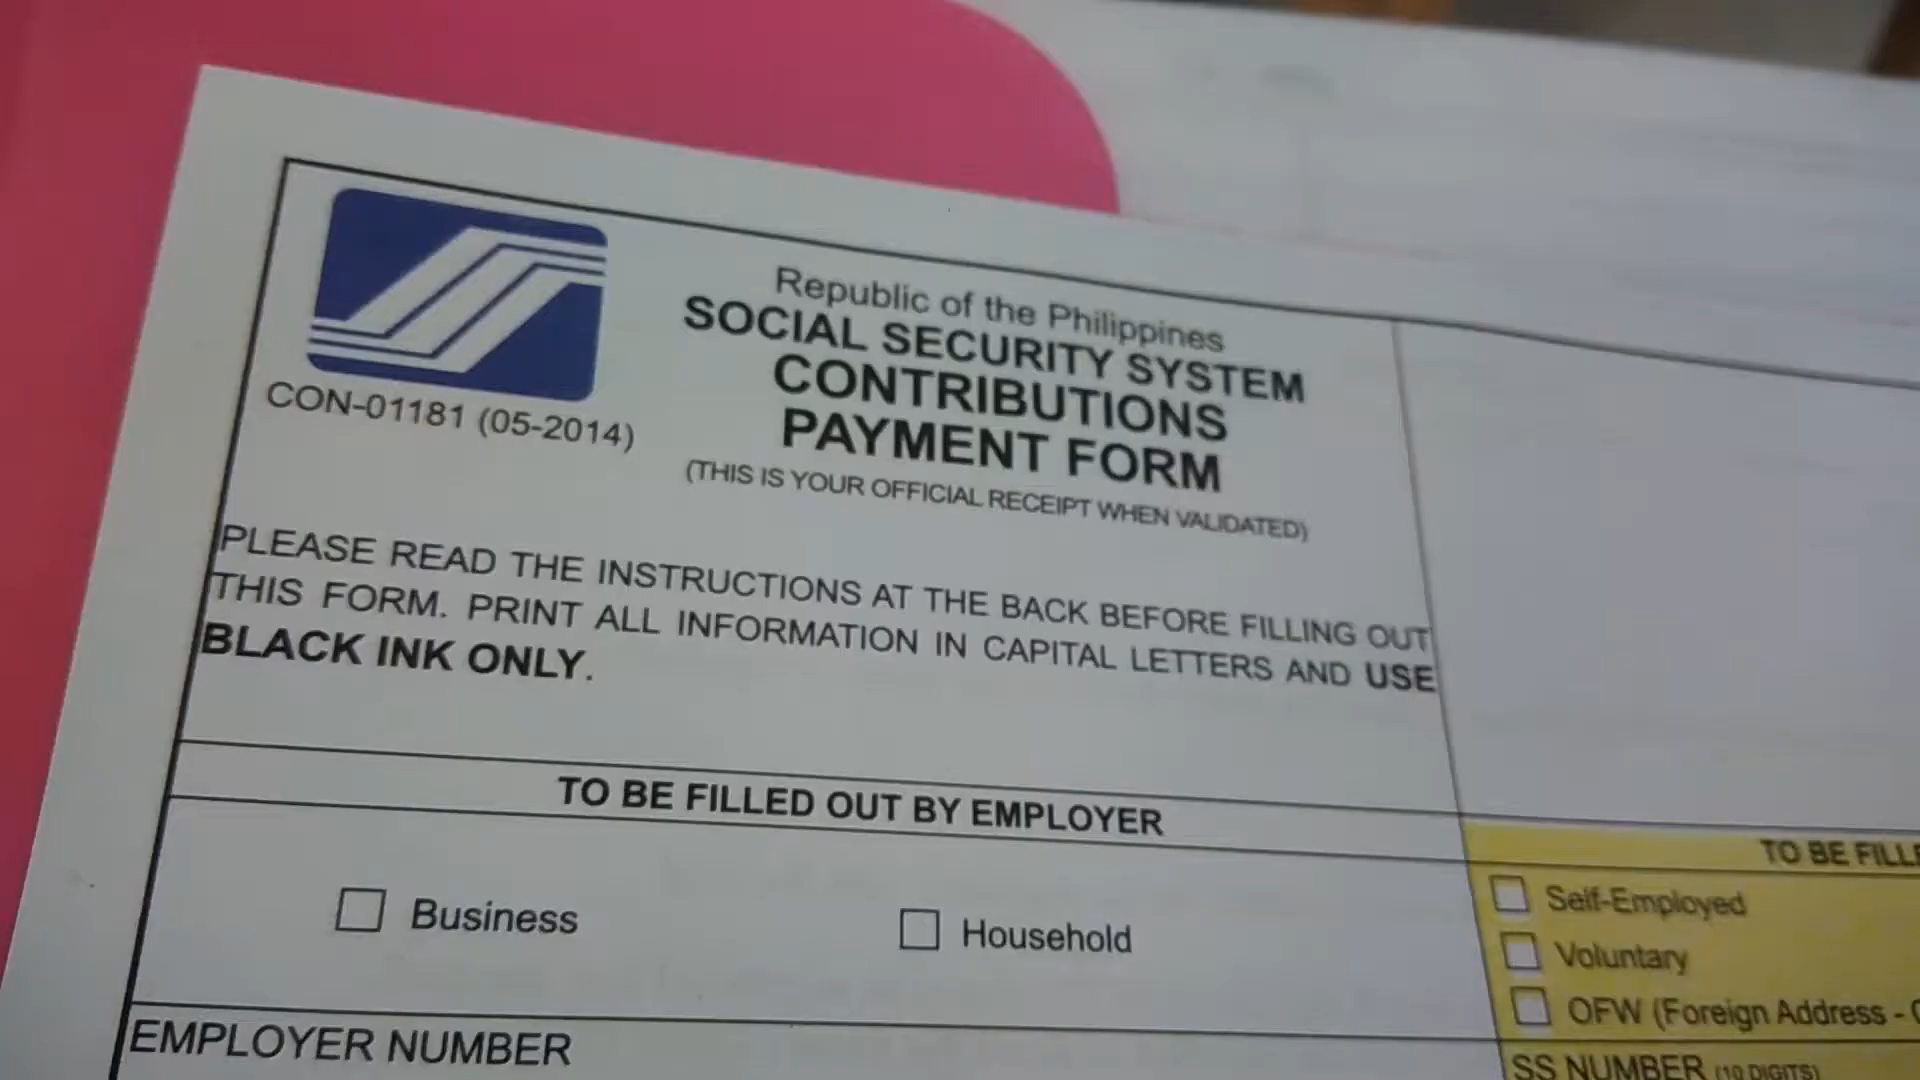 Republic of the Philippines
SOCIAL SECURITY SYSTEM
CONTRIBUTIONS
PAYMENT FORM
(THIS IS YOUR OFFICIAL RECEIPT WHEN VALIDATED)
CON-01181 (05-2014)
PLEASE READ THE INSTRUCTIONS AT THE BACK BEFORE FILLING OUT
THIS FORM. PRINT ALL INFORMATION IN CAPITAL LETTERS AND USE
BLACK INK ONLY.
TO BE FILLED OUT BY EMPLOYER
Business
Household
EMPLOYER NUMBER
TO BE
Self-Employed
Voluntary
OFW (Foreign Address -
SS NUMBER (10 DIGITS)